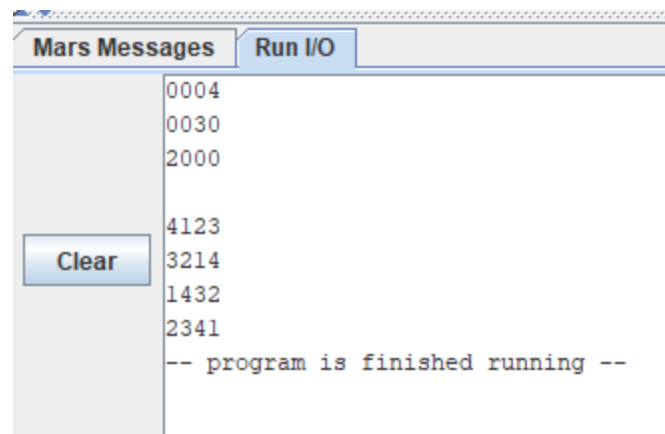 Mars Messages
Run I/O
0004
0030
2000
4123
Clear
3214
1432
2341
-- program is finished running --